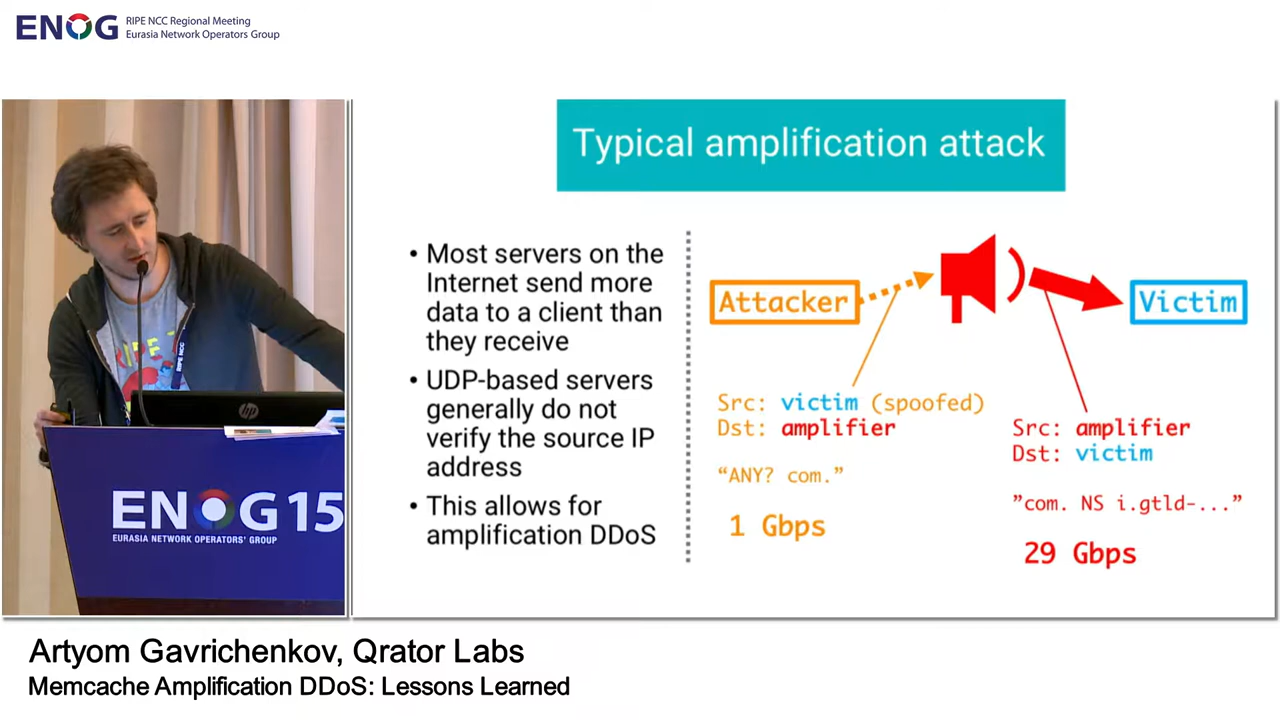 ENOG
RIPE NCC Regional Meeting
Eurasia Network Operators Group
Typical amplification attack
• Most servers on the
Internet send more
data to a client than
they receive
• UDP-based servers
generally do not
verify the source IP
address
• This allows for
amplification DDoS
Attacker
Victim
Src: victim (spoofed)
Dst: amplifier
"ANY? com."
1 Gbps
Src: amplifier
Dst: victim
"com. NS i.gtld-..."
29 Gbps
RIPE NCC
hp
ENOG 15
EURASIA NETWORK OPERATORS' GROUP
Artyom Gavrichenkov, Qrator Labs
Memcache Amplification DDoS: Lessons Learned